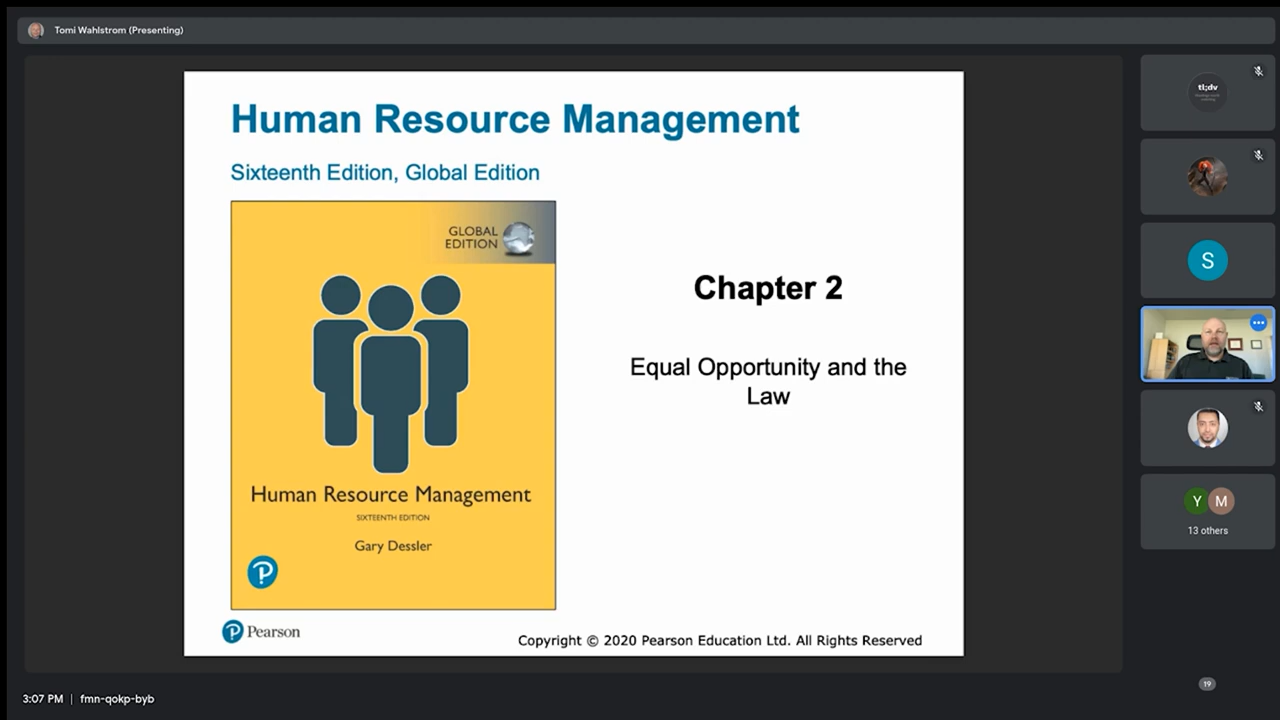 Tomi Wahlstrom (Presenting)
Human Resource Management
Sixteenth Edition, Global Edition
GLOBAL
EDITION
Human Resource Management
SIXTEENTH EDITION
Gary Dessler
P
P Pearson
Chapter 2
Equal Opportunity and the
Law
Copyright © 2020 Pearson Education Ltd. All Rights Reserved
tl;dv
S
Y M
13 others
19
3:07 PM | fmn-qokp-byb